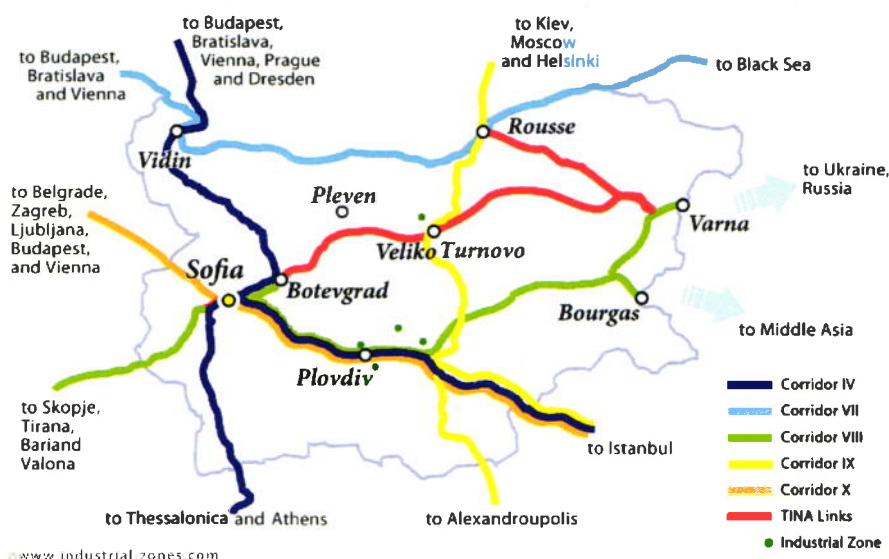 to Budapest,
Bratislava,
Vienna, Prague
and Dresden
to Kiev,
Moscow
and Helsinki
to Budapest,
Bratislava
and Vienna
to Black Sea
Rousse
Vidin
to Ukraine,
Russia
to Belgrade,
Zagreb,
Ljubljana,
Budapest,
and Vienna
Pleven
Varna
Veliko Turnovo
Sofia
Botevgrad
Bourgas
to Middle Asia
Plovdiv
Corridor IV
Corridor VII
Corridor VIII
Corridor IX
Corridor X
TINA Links
Industrial Zone
to Skopje,
Tirana,
Bariand
Valona
to Istanbul
to Thessalonica and Athens
to Alexandroupolis
©www.industrial-zones.com